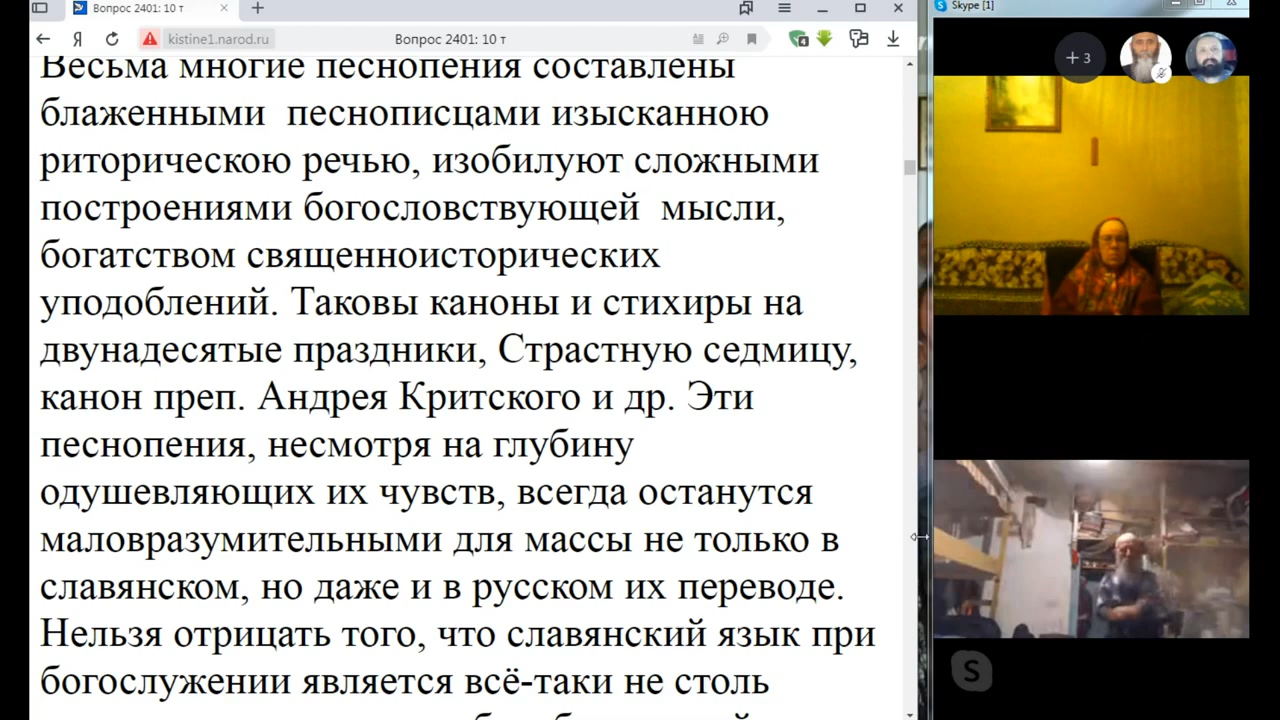 Вопрос 2401: 10 т
Skype [1]
kistine1.narod.ru
Вопрос 2401: 10 т
4
+3
Весьма многие песнопения составлены
блаженными песнописцами изысканною
риторическою речью, изобилуют сложными
построениями богословствующей мысли,
богатством священноисторических
уподоблений. Таковы каноны и стихиры на
двунадесятые праздники, Страстную седмицу,
канон преп. Андрея Критского и др. Эти
песнопения, несмотря на глубину
одушевляющих их чувств, всегда останутся
маловразумительными для массы не только в
славянском, но даже и в русском их переводе.
Нельзя отрицать того, что славянский язык при
богослужении является всё-таки не столь